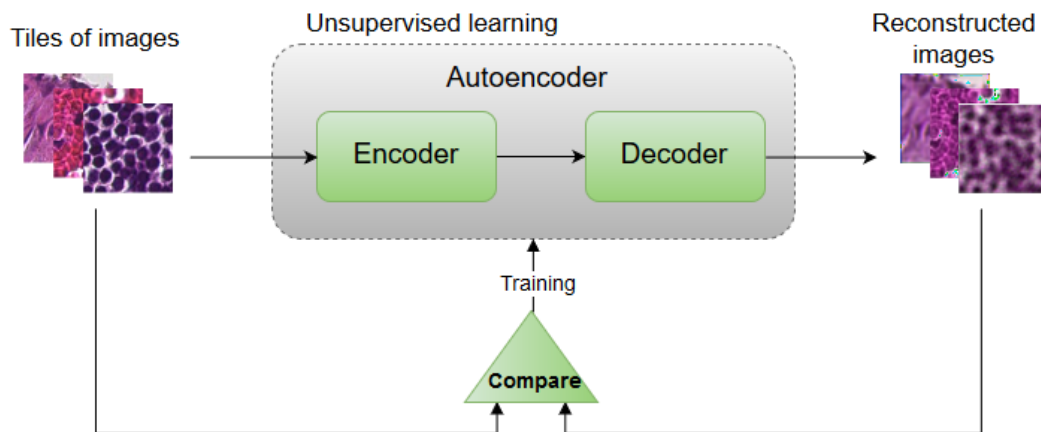 Unsupervised learning
Tiles of images
Reconstructed
images
Autoencoder
Encoder
Decoder
Training
Compare